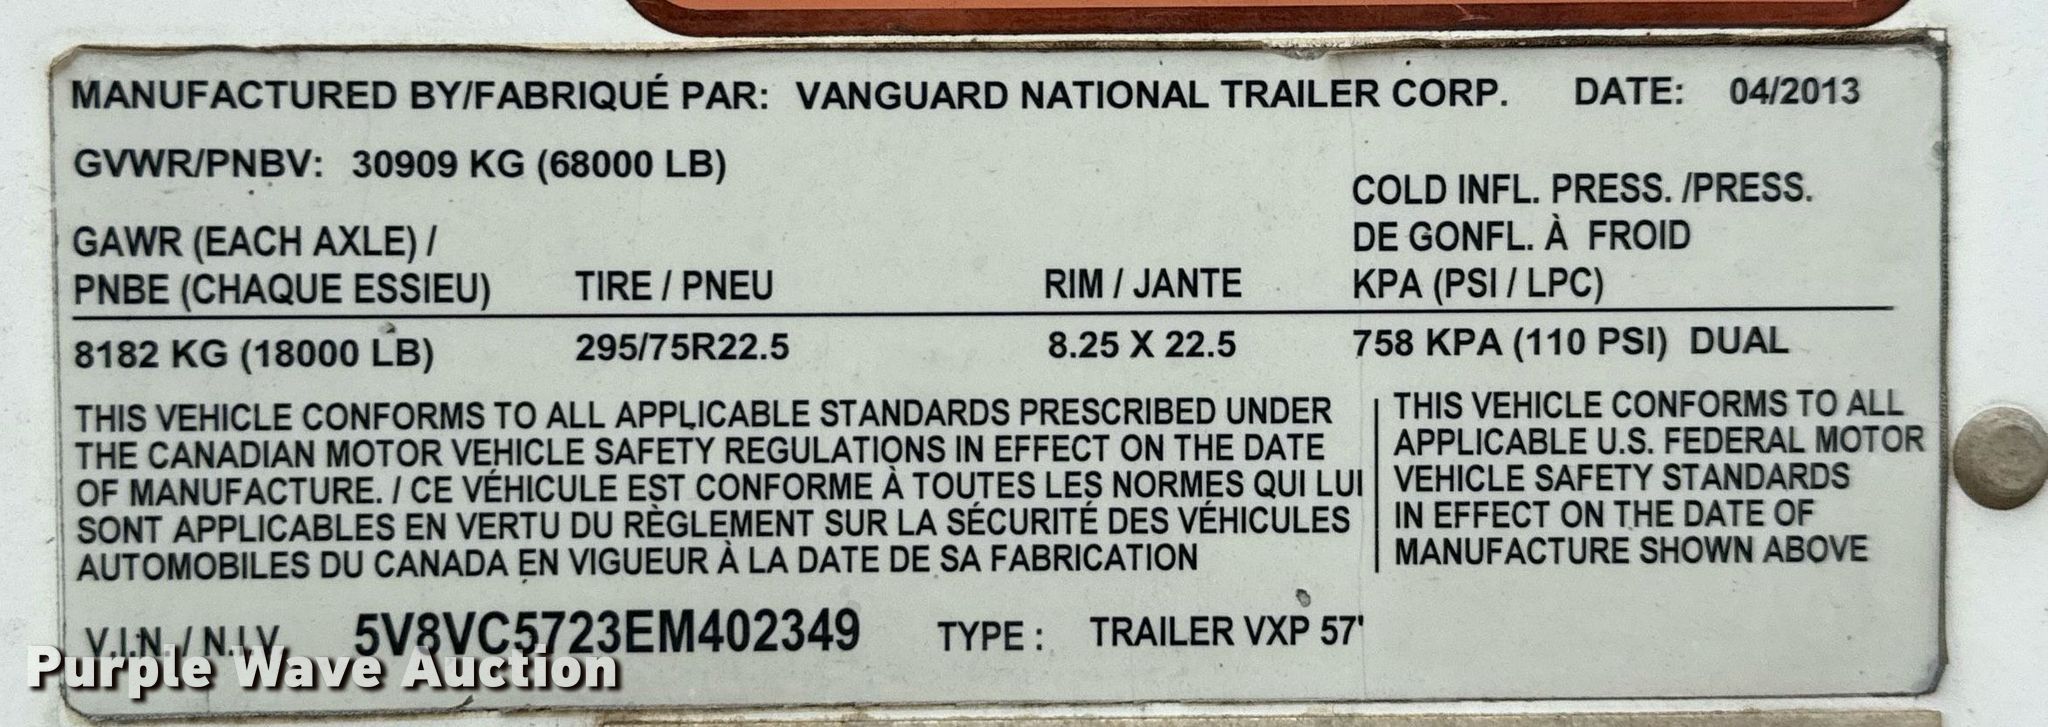 MANUFACTURED BY/FABRIQUÉ PAR: VANGUARD NATIONAL TRAILER CORP. DATE: 04/2013
GVWR/PNBV: 30909 KG (68000 LB)
COLD INFL. PRESS. /PRESS.
DE GONFL. À FROID
KPA (PSI / LPC)
GAWR (EACH AXLE) /
PNBE (CHAQUE ESSIEU) TIRE / PNEU RIM / JANTE
8182 KG (18000 LB) 295/75R22.5 8.25 X 22.5 758 KPA (110 PSI) DUAL
THIS VEHICLE CONFORMS TO ALL APPLICABLE STANDARDS PRESCRIBED UNDER
THE CANADIAN MOTOR VEHICLE SAFETY REGULATIONS IN EFFECT ON THE DATE
OF MANUFACTURE. / CE VÉHICULE EST CONFORME À TOUTES LES NORMES QUI LUI
SONT APPLICABLES EN VERTU DU RÈGLEMENT SUR LA SÉCURITÉ DES VÉHICULES
AUTOMOBILES DU CANADA EN VIGUEUR À LA DATE DE SA FABRICATION
THIS VEHICLE CONFORMS TO ALL
APPLICABLE U.S. FEDERAL MOTOR
VEHICLE SAFETY STANDARDS
IN EFFECT ON THE DATE OF
MANUFACTURE SHOWN ABOVE
V.I.N. / N.I.V. 5V8VC5723EM402349 TYPE : TRAILER VXP 57'
Purple Wave Auction